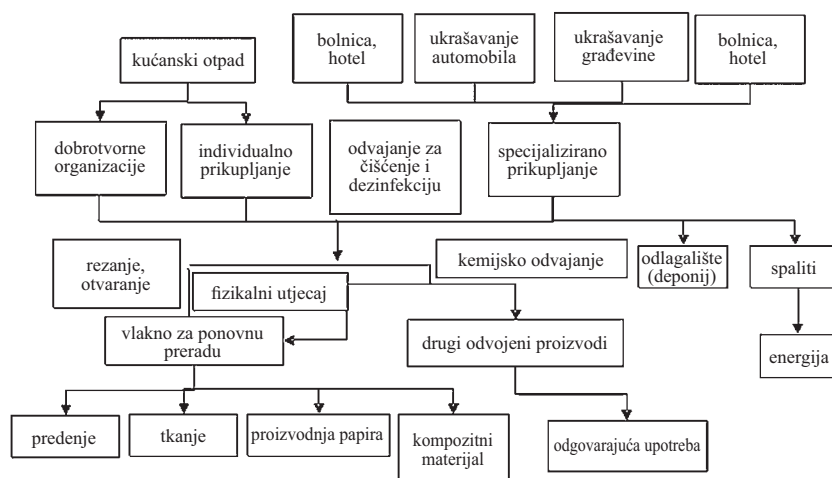 kućanski otpad
bolnica,
hotel
ukrašavanje
automobila
ukrašavanje
građevine
bolnica,
hotel
dobrotvorne
organizacije
individualno
prikupljanje
odvajanje za
čišćenje i
dezinfekciju
specijalizirano
prikupljanje
rezanje,
otvaranje
fizikalni utjecaj
kemijsko odvajanje
odlagalište
(deponij)
spaliti
vlakno za ponovnu
preradu
drugi odvojeni proizvodi
energija
predenje
tkanje
proizvodnja papira
kompozitni
materijal
odgovarajuća upotreba